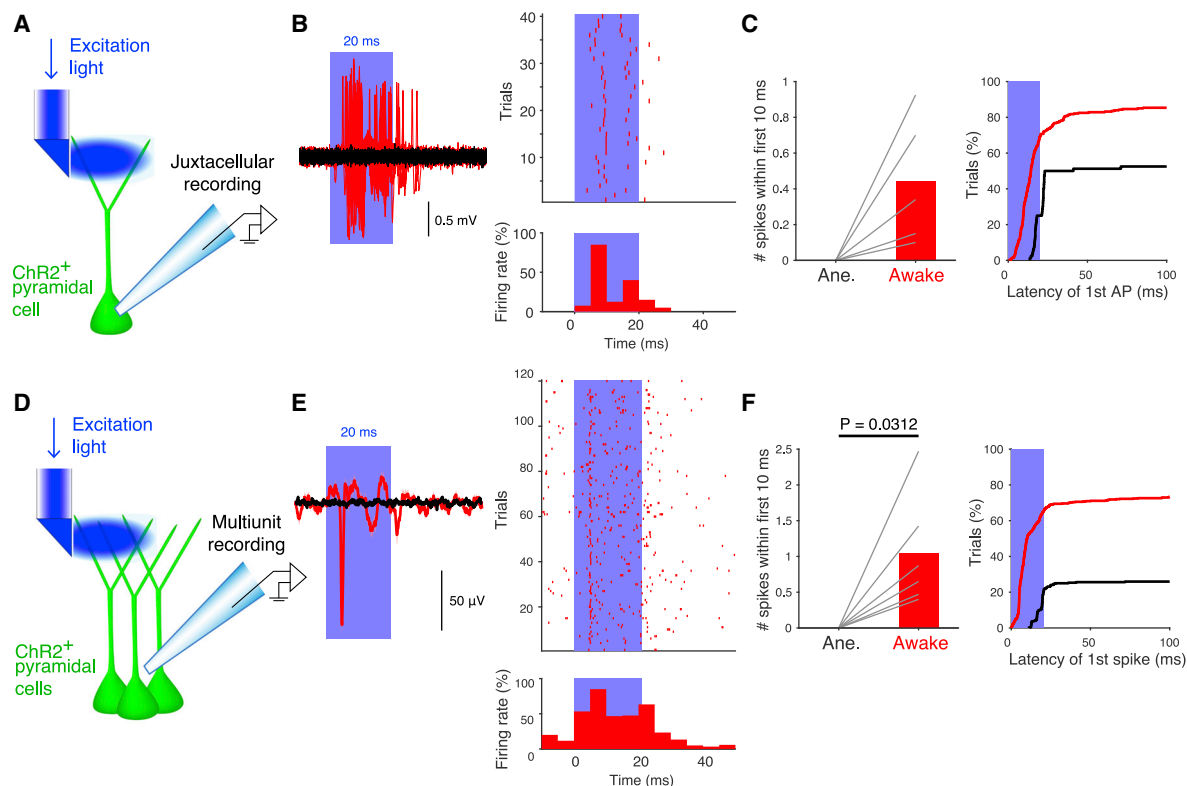 A
Excitation
light
Juxtacellular
recording
ChR2+
pyramidal
cell
B
20 ms
0.5 mV
Trials
40
30
20
10
Firing rate (%)
100
50
0
0
20
40
Time (ms)
C
# spikes within first 10 ms
1
0.8
0.6
0.4
0.2
0
Ane.
Awake
Trials (%)
100
80
60
40
20
0
0
50
100
Latency of 1st AP (ms)
D
Excitation
light
Multiunit
recording
ChR2+
pyramidal
cells
E
20 ms
50 µV
Trials
120
100
80
60
40
20
Firing rate (%)
100
50
0
0
20
40
Time (ms)
F
P = 0.0312
# spikes within first 10 ms
2.5
2
1.5
1
0.5
0
Ane.
Awake
Trials (%)
100
80
60
40
20
0
0
50
100
Latency of 1st spike (ms)